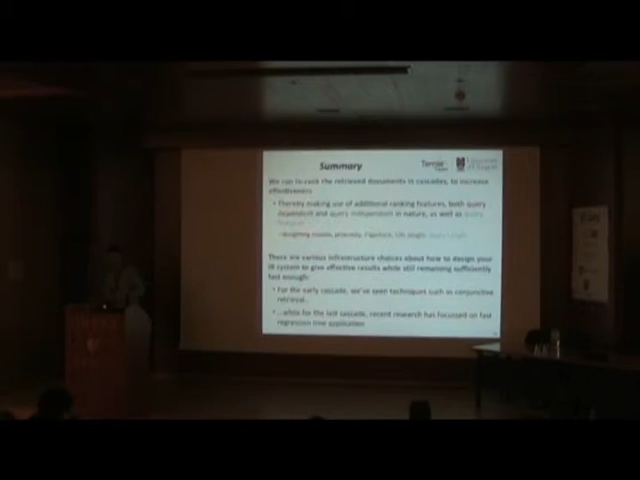 Summary
Terrier
We can re-rank the retrieved documents in cascades, to increase
effectiveness
• Thereby making use of additional ranking features, both query
dependent and query independent in nature, as well as query
features
PageRank, URL length,
There are various infrastructure choices about how to design your
IR system to give effective results while still remaining sufficiently
fast enough:
• For the early cascade, we've seen techniques such as conjunctive
retrieval..
• ...while for the last cascade, recent research has focussed on fast
regression tree application